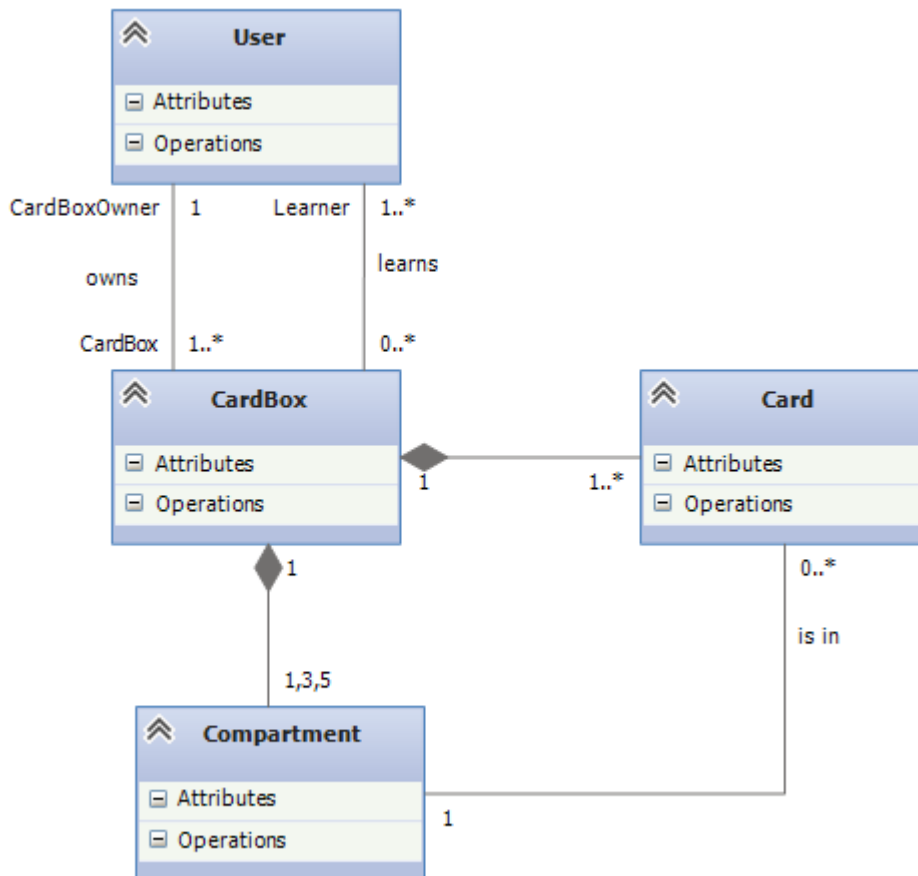 User
Attributes
Operations
CardBoxOwner 1 Learner 1..*
owns learns
CardBox 1..* 0..*
CardBox
Attributes
Operations
Card
Attributes
Operations
1 1..*
1
0..*
is in
1,3,5
Compartment
Attributes
Operations
1